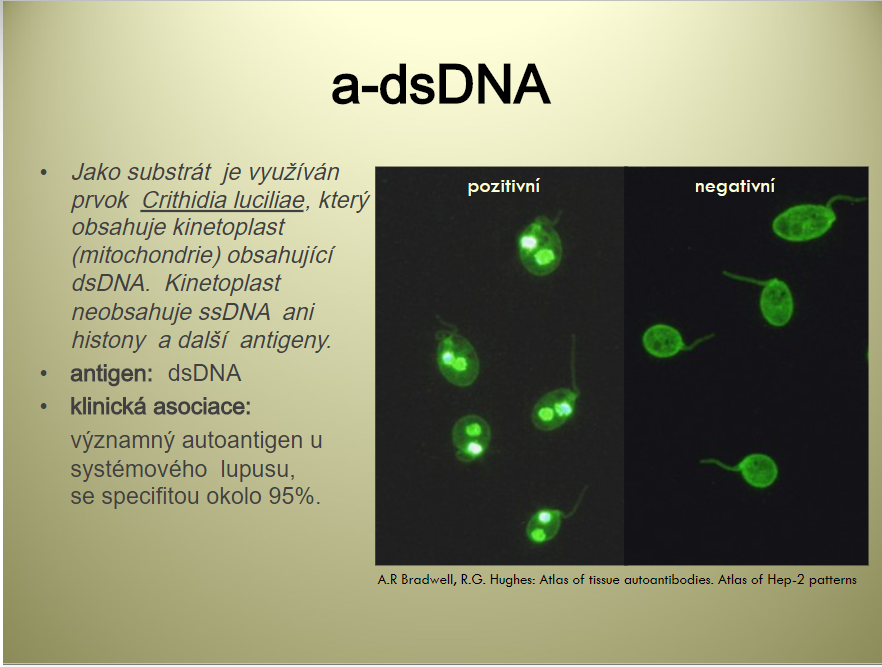 a-dsDNA
• Jako substrát je využíván
prvok Crithidia luciliae, který
obsahuje kinetoplast
(mitochondrie) obsahující
dsDNA. Kinetoplast
neobsahuje ssDNA ani
histony a další antigeny.
• antigen: dsDNA
• klinická asociace:
významný autoantigen u
systémového lupusu,
se specifitou okolo 95%.
pozitivní
negativní
A.R Bradwell, R.G. Hughes: Atlas of tissue autoantibodies. Atlas of Hep-2 patterns